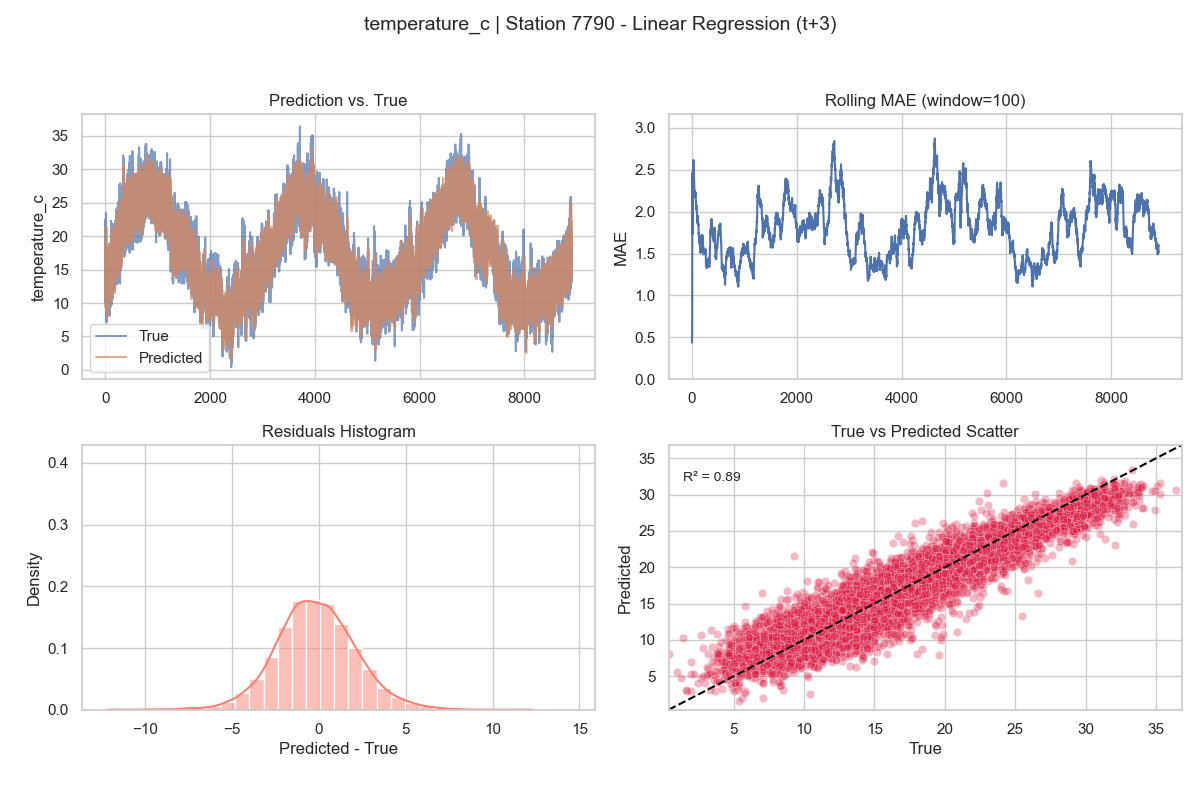 temperature_c | Station 7790 - Linear Regression (t+3)
Prediction vs. True
temperature_c
35
30
25
20
15
10
5
0
True
Predicted
0 2000 4000 6000 8000
Rolling MAE (window=100)
MAE
3.0
2.5
2.0
1.5
1.0
0.5
0.0
0 2000 4000 6000 8000
Residuals Histogram
Density
0.4
0.3
0.2
0.1
0.0
−10 −5 0 5 10 15
Predicted - True
True vs Predicted Scatter
R² = 0.89
Predicted
35
30
25
20
15
10
5
5 10 15 20 25 30 35
True